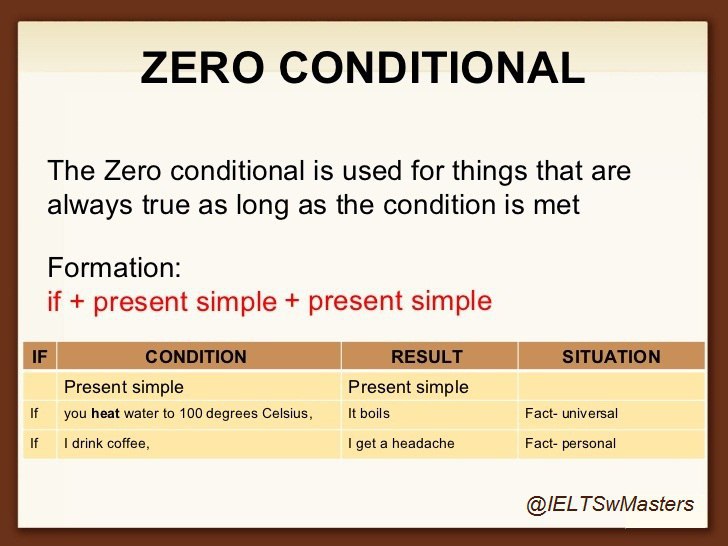 ZERO CONDITIONAL
The Zero conditional is used for things that are
always true as long as the condition is met
Formation:
if + present simple + present simple
IF CONDITION RESULT SITUATION
Present simple Present simple
If you heat water to 100 degrees Celsius, It boils Fact- universal
If I drink coffee, I get a headache Fact- personal
@IELTSwMasters